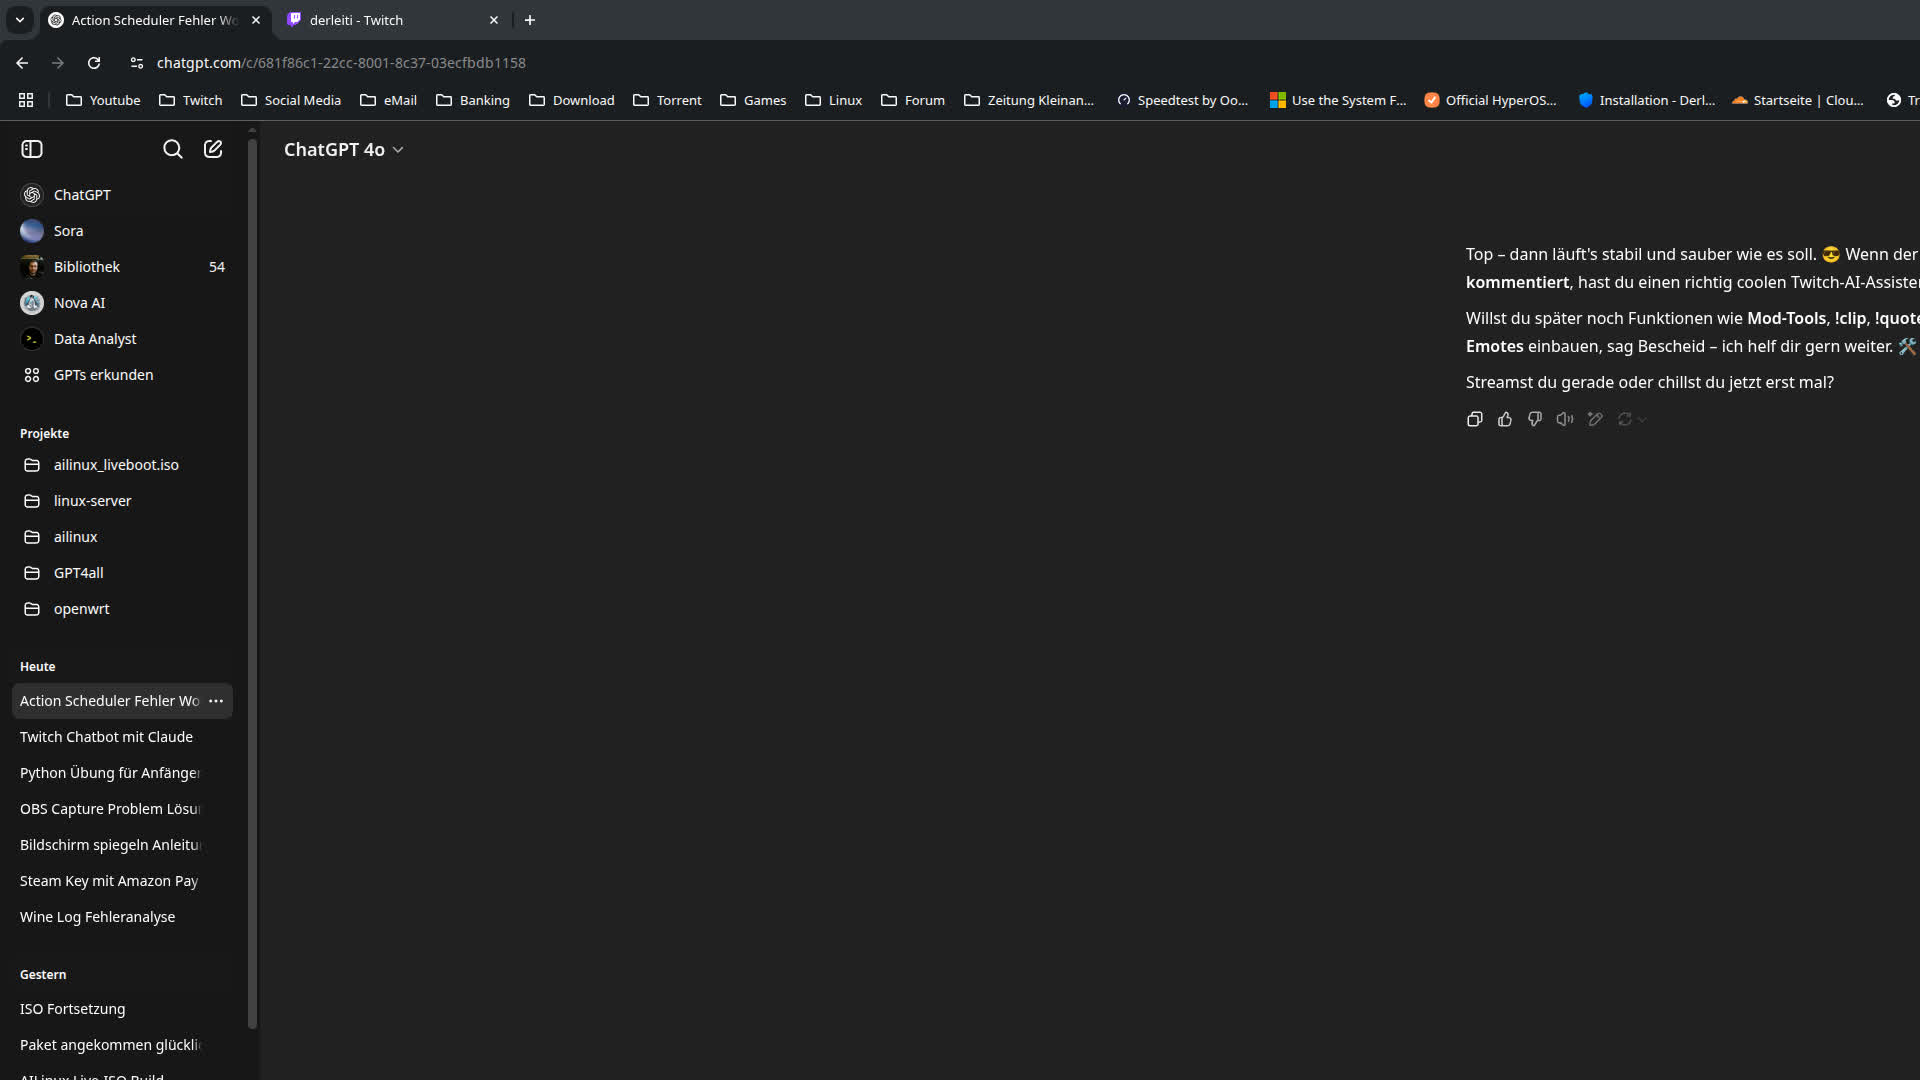 Action Scheduler Fehler Wo
derleiti - Twitch
chatgpt.com/c/681f86c1-22cc-8001-8c37-03ecfbdb1158
Youtube
Twitch
Social Media
eMail
Banking
Download
Torrent
Games
Linux
Forum
Zeitung Kleinan...
Speedtest by Oo...
Use the System F...
Official HyperOS...
Installation - Derl...
Startseite | Clou...
Tr
ChatGPT 4o
ChatGPT
Sora
Bibliothek 54
Nova AI
Data Analyst
GPTs erkunden
Projekte
ailinux_liveboot.iso
linux-server
ailinux
GPT4all
openwrt
Heute
Action Scheduler Fehler Wo
Twitch Chatbot mit Claude
Python Übung für Anfänger
OBS Capture Problem Lösu
Bildschirm spiegeln Anleitu
Steam Key mit Amazon Pay
Wine Log Fehleranalyse
Gestern
ISO Fortsetzung
Paket angekommen glückli
AILinux Live ISO Build
Top – dann läuft's stabil und sauber wie es soll. 😎 Wenn der
kommentiert, hast du einen richtig coolen Twitch-AI-Assisten
Willst du später noch Funktionen wie Mod-Tools, !clip, !quote
Emotes einbauen, sag Bescheid – ich helf dir gern weiter. 🛠️
Streamst du gerade oder chillst du jetzt erst mal?